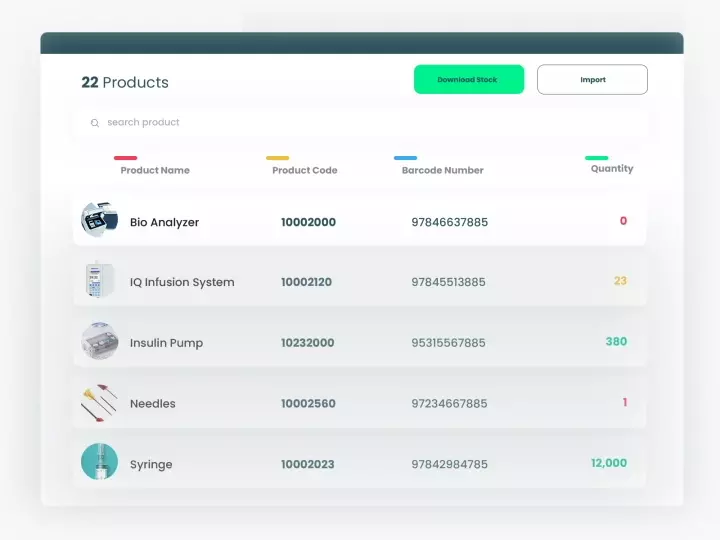 22 Products
Download Stock
Import
search product
Product Name
Product Code
Barcode Number
Quantity
Bio Analyzer 10002000 97846637885 0
IQ Infusion System 10002120 97845513885 23
Insulin Pump 10232000 95315567885 380
Needles 10002560 97234667885 1
Syringe 10002023 97842984785 12,000